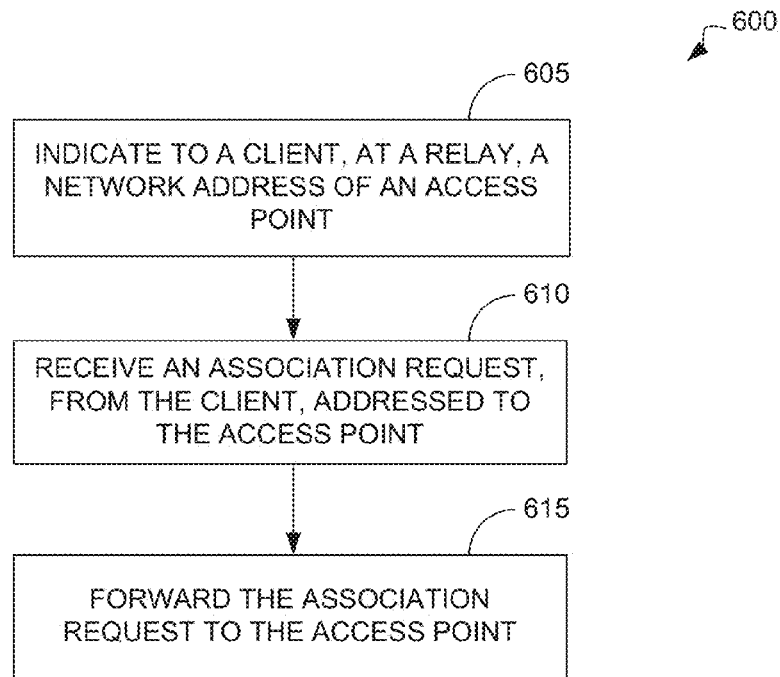 600
605
INDICATE TO A CLIENT, AT A RELAY, A
NETWORK ADDRESS OF AN ACCESS
POINT
610
RECEIVE AN ASSOCIATION REQUEST,
FROM THE CLIENT, ADDRESSED TO
THE ACCESS POINT
615
FORWARD THE ASSOCIATION
REQUEST TO THE ACCESS POINT